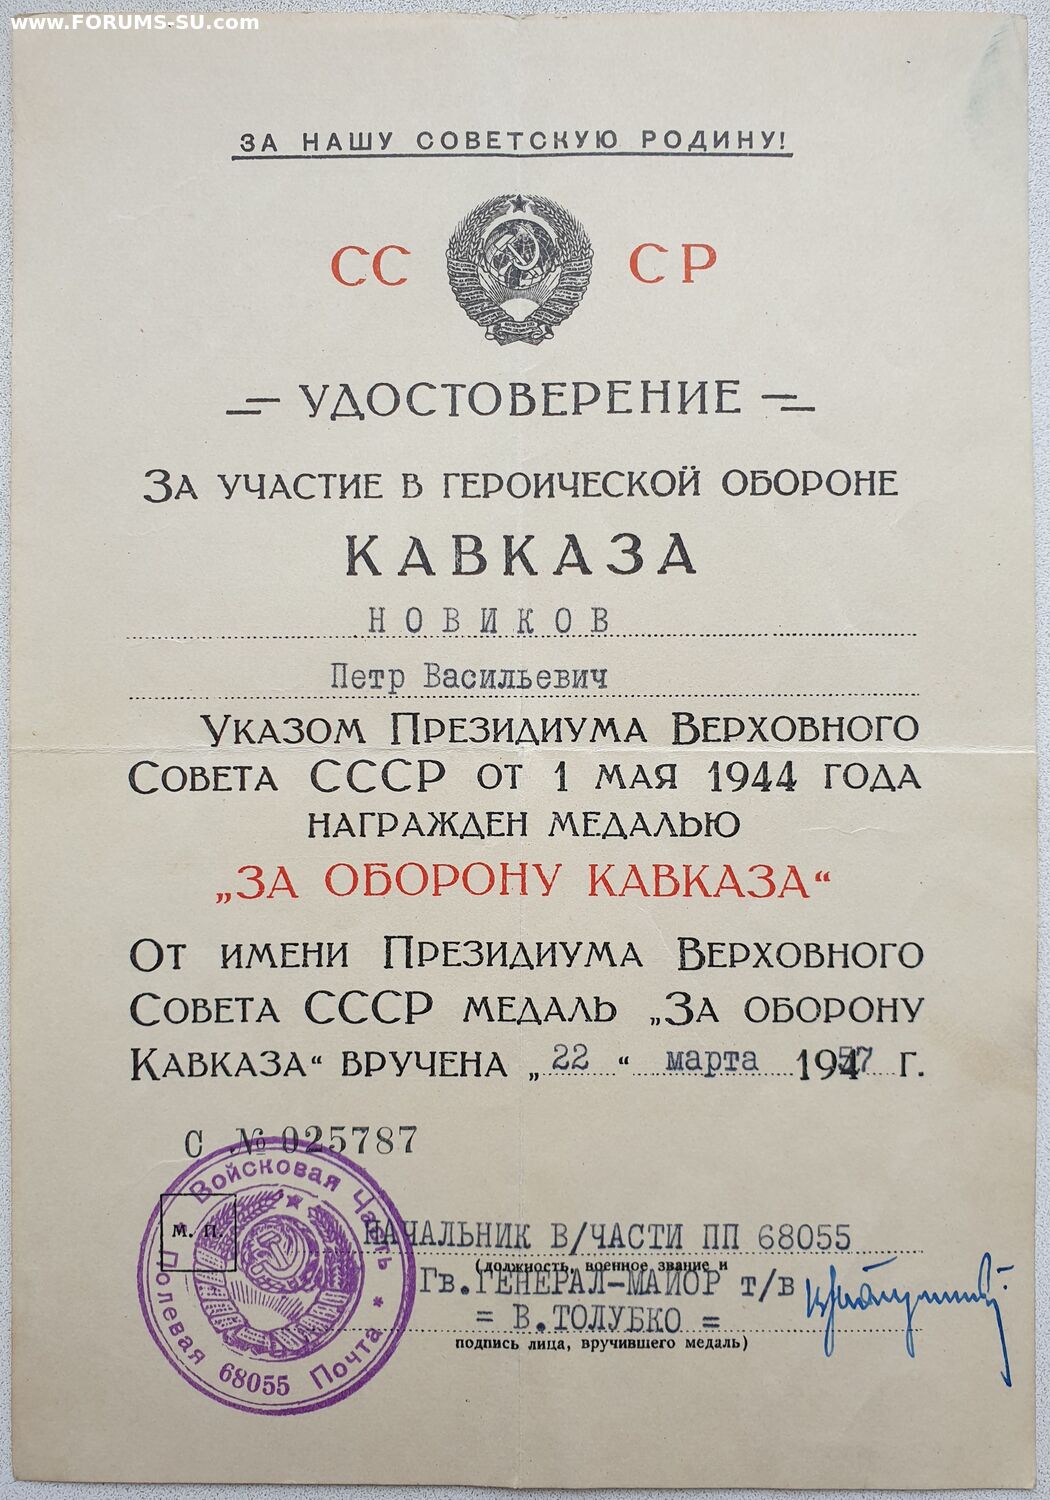 www.FORUMS-SU.com
ЗА НАШУ СОВЕТСКУЮ РОДИНУ!
СС СР
УДОСТОВЕРЕНИЕ
ЗА УЧАСТИЕ В ГЕРОИЧЕСКОЙ ОБОРОНЕ
КАВКАЗА
НОВИКОВ
Петр Васильевич
УКАЗОМ ПРЕЗИДИУМА ВЕРХОВНОГО
СОВЕТА СССР ОТ 1 МАЯ 1944 ГОДА
НАГРАЖДЕН МЕДАЛЬЮ
„ЗА ОБОРОНУ КАВКАЗА“
ОТ ИМЕНИ ПРЕЗИДИУМА ВЕРХОВНОГО
СОВЕТА СССР МЕДАЛЬ „ЗА ОБОРОНУ
КАВКАЗА“ ВРУЧЕНА „22“ марта 1957 г.
С № 025787
Войсковая Часть
Полевая 68055 Почта *
М. П.
НАЧАЛЬНИК В/ЧАСТИ ПП 68055
(должность, военное звание и
Гв.ГЕНЕРАЛ-МАЙОР т/в
= В.ТОЛУБКО =
подпись лица, вручившего медаль)